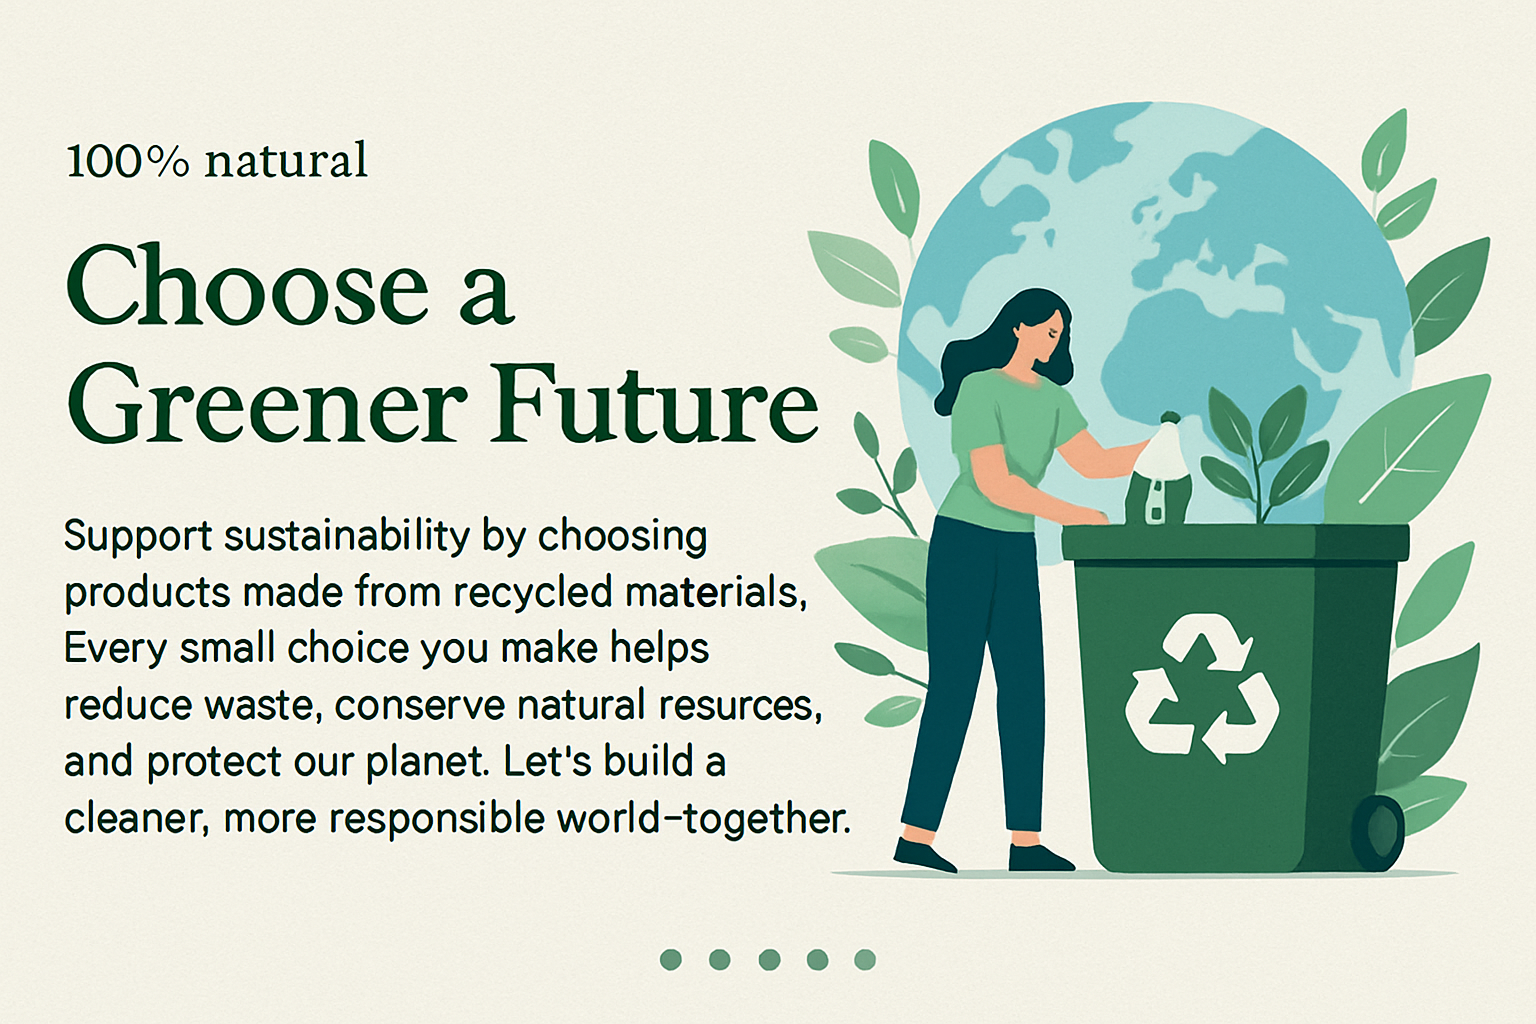 100% natural
Choose a
Greener Future
Support sustainability by choosing
products made from recycled materials,
Every small choice you make helps
reduce waste, conserve natural resurces,
and protect our planet. Let's build a
cleaner, more responsible world-together.